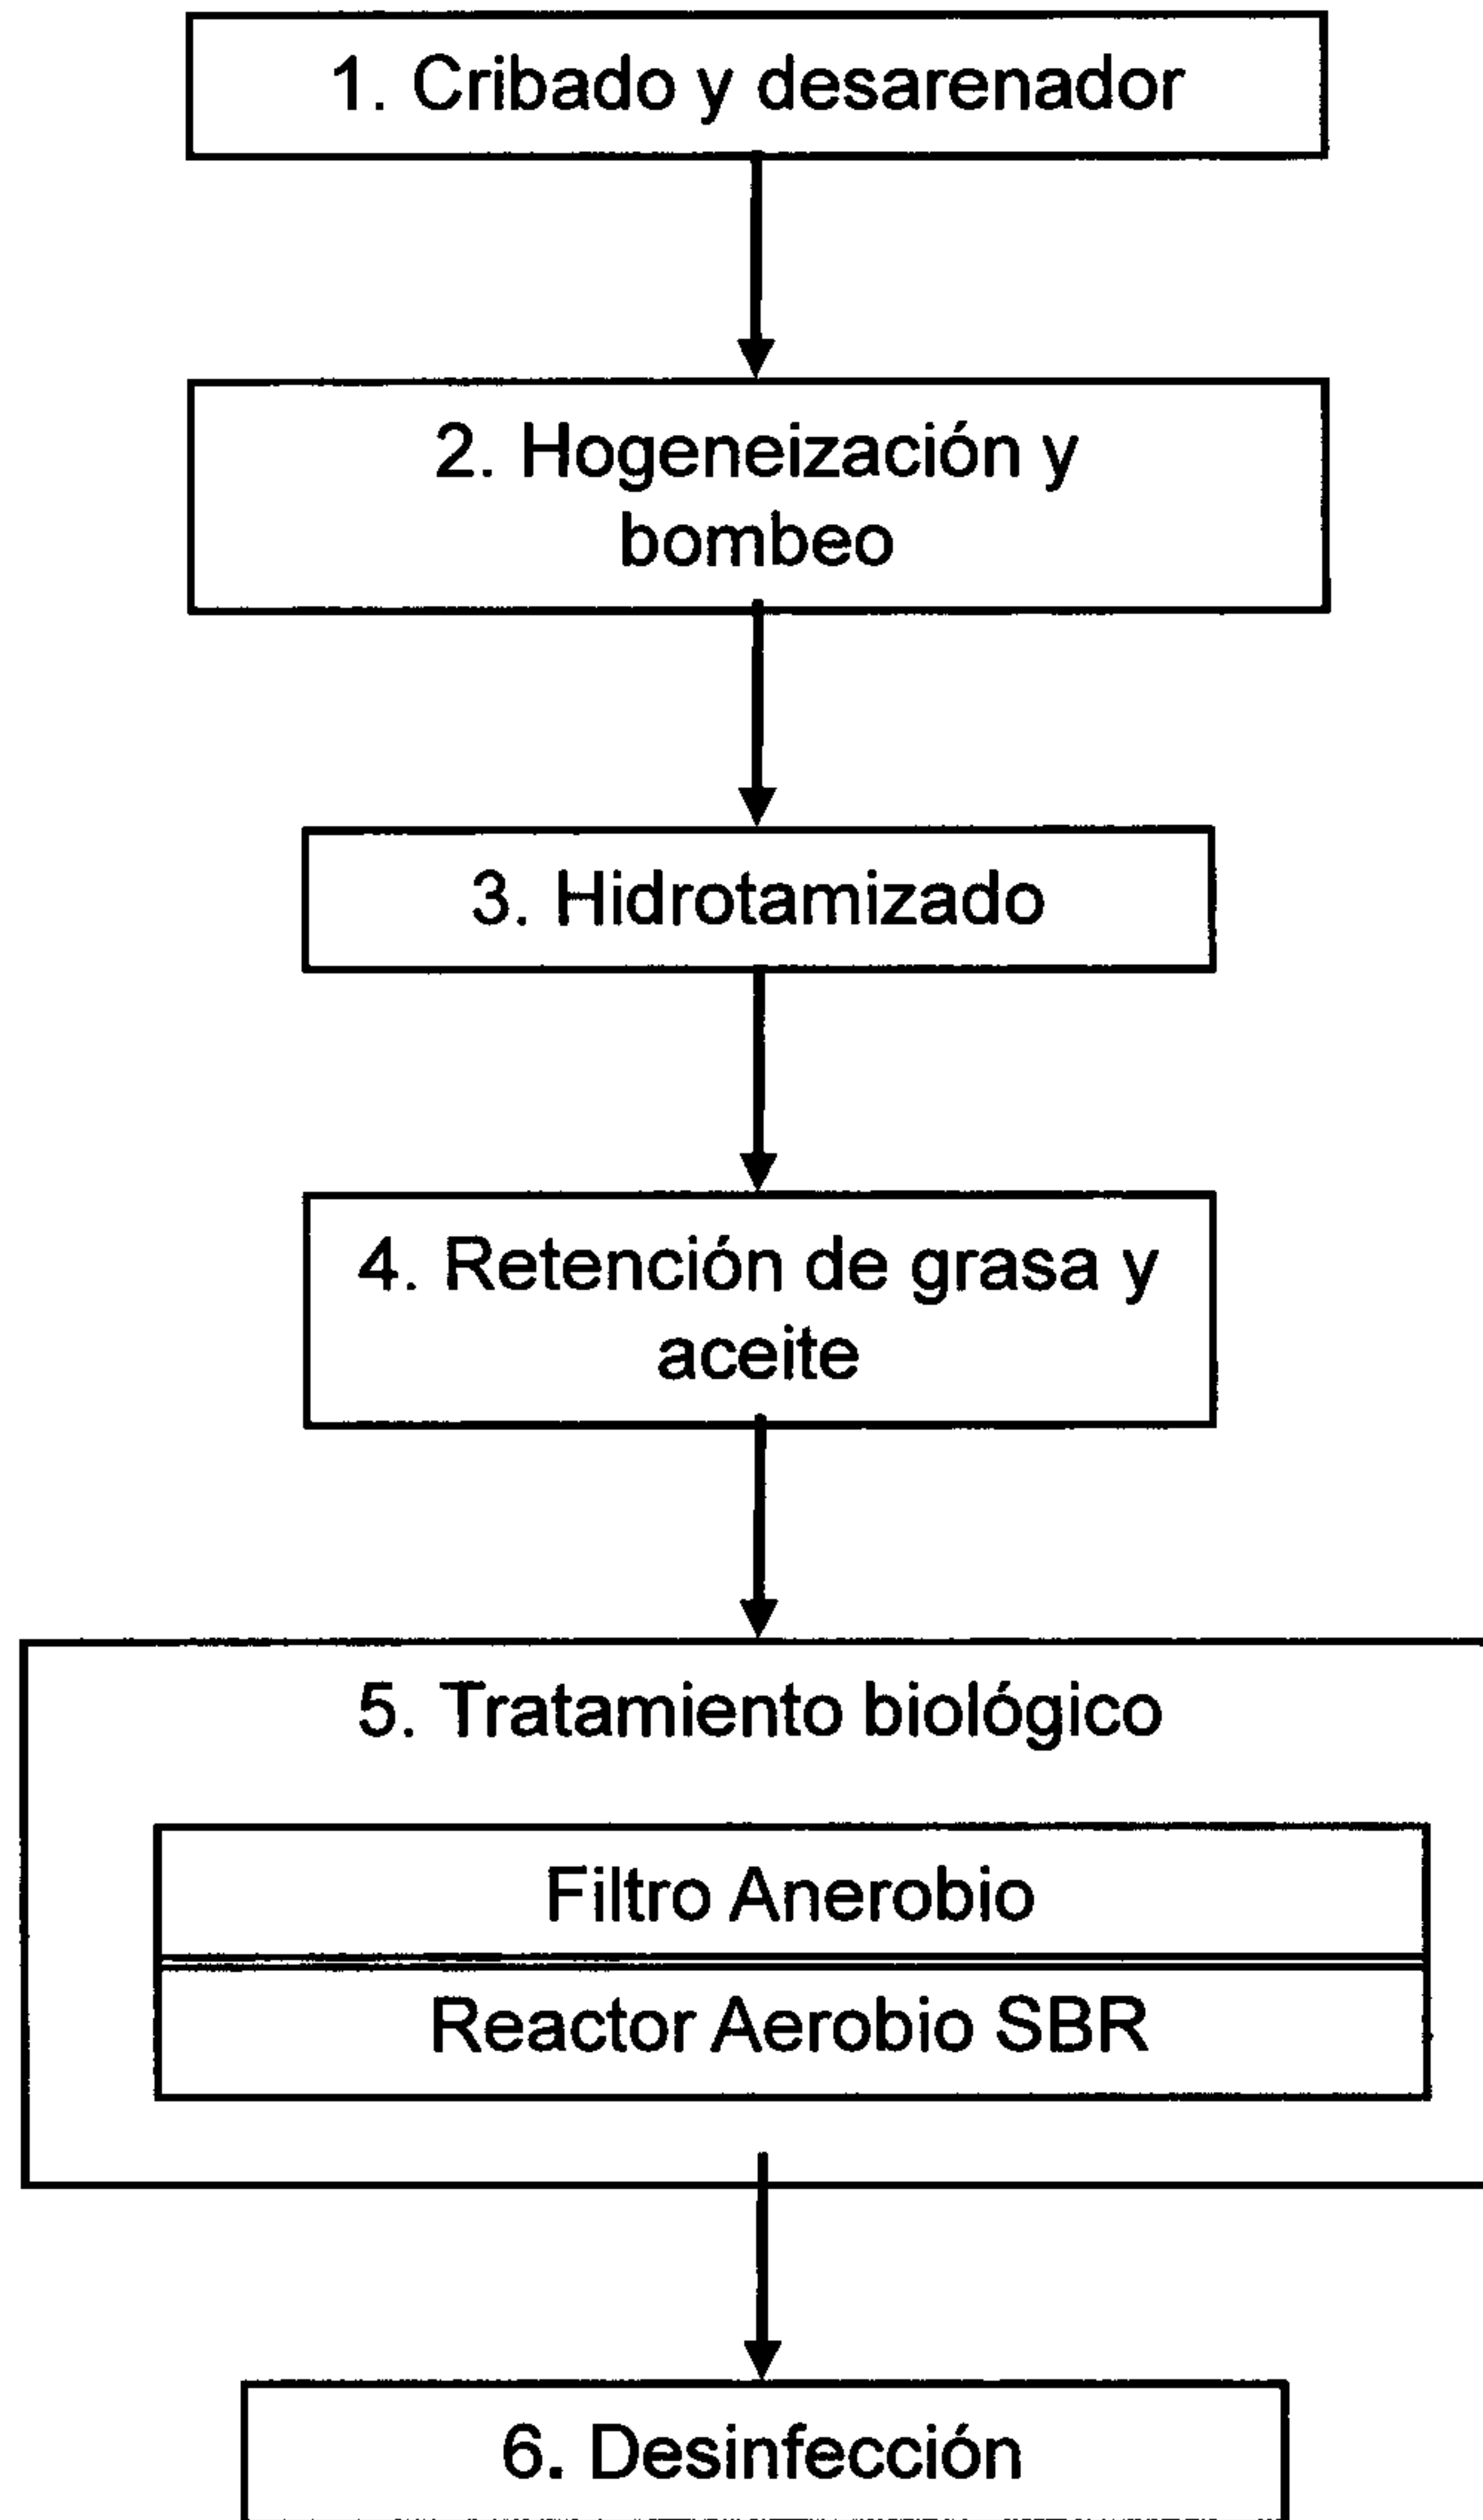 1. Cribado y desarenador
2. Hogeneización y
bombeo
3. Hidrotamizado
4. Retención de grasa y
aceite
5. Tratamiento biológico
Filtro Anerobio
Reactor Aerobio SBR
6. Desinfección